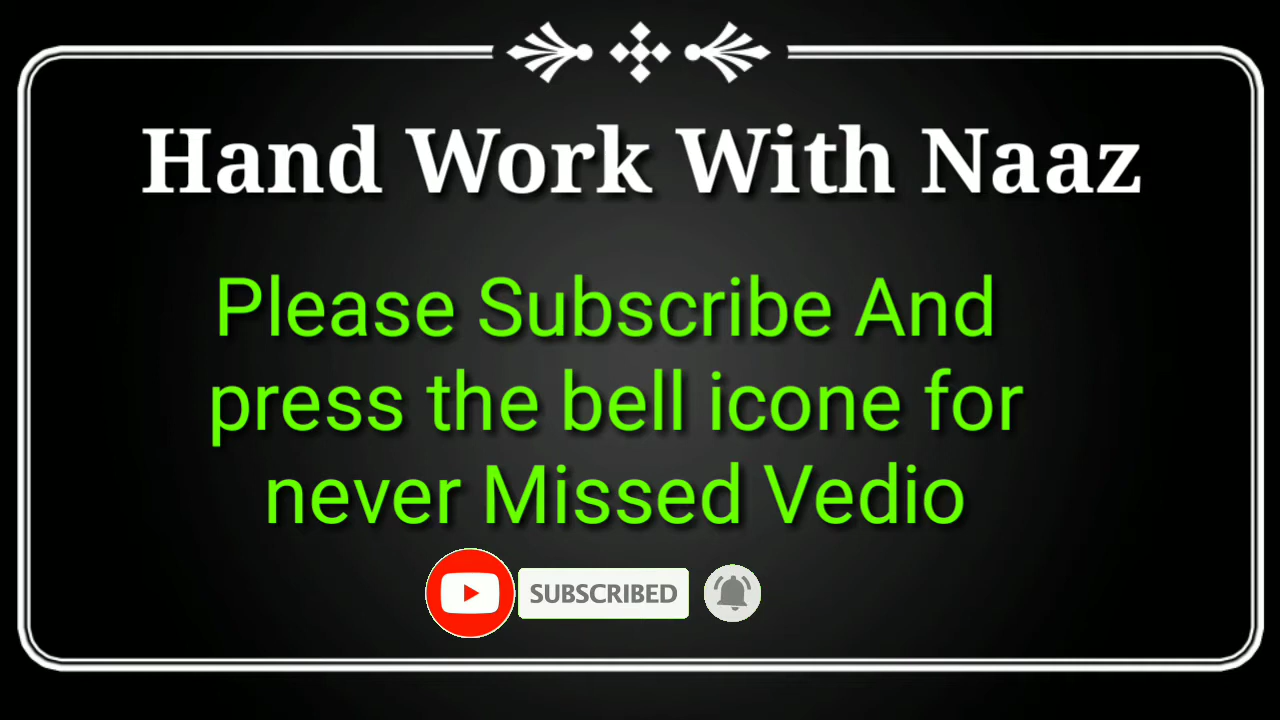 Hand Work With Naaz
Please Subscribe And
press the bell icone for
never Missed Vedio
SUBSCRIBED